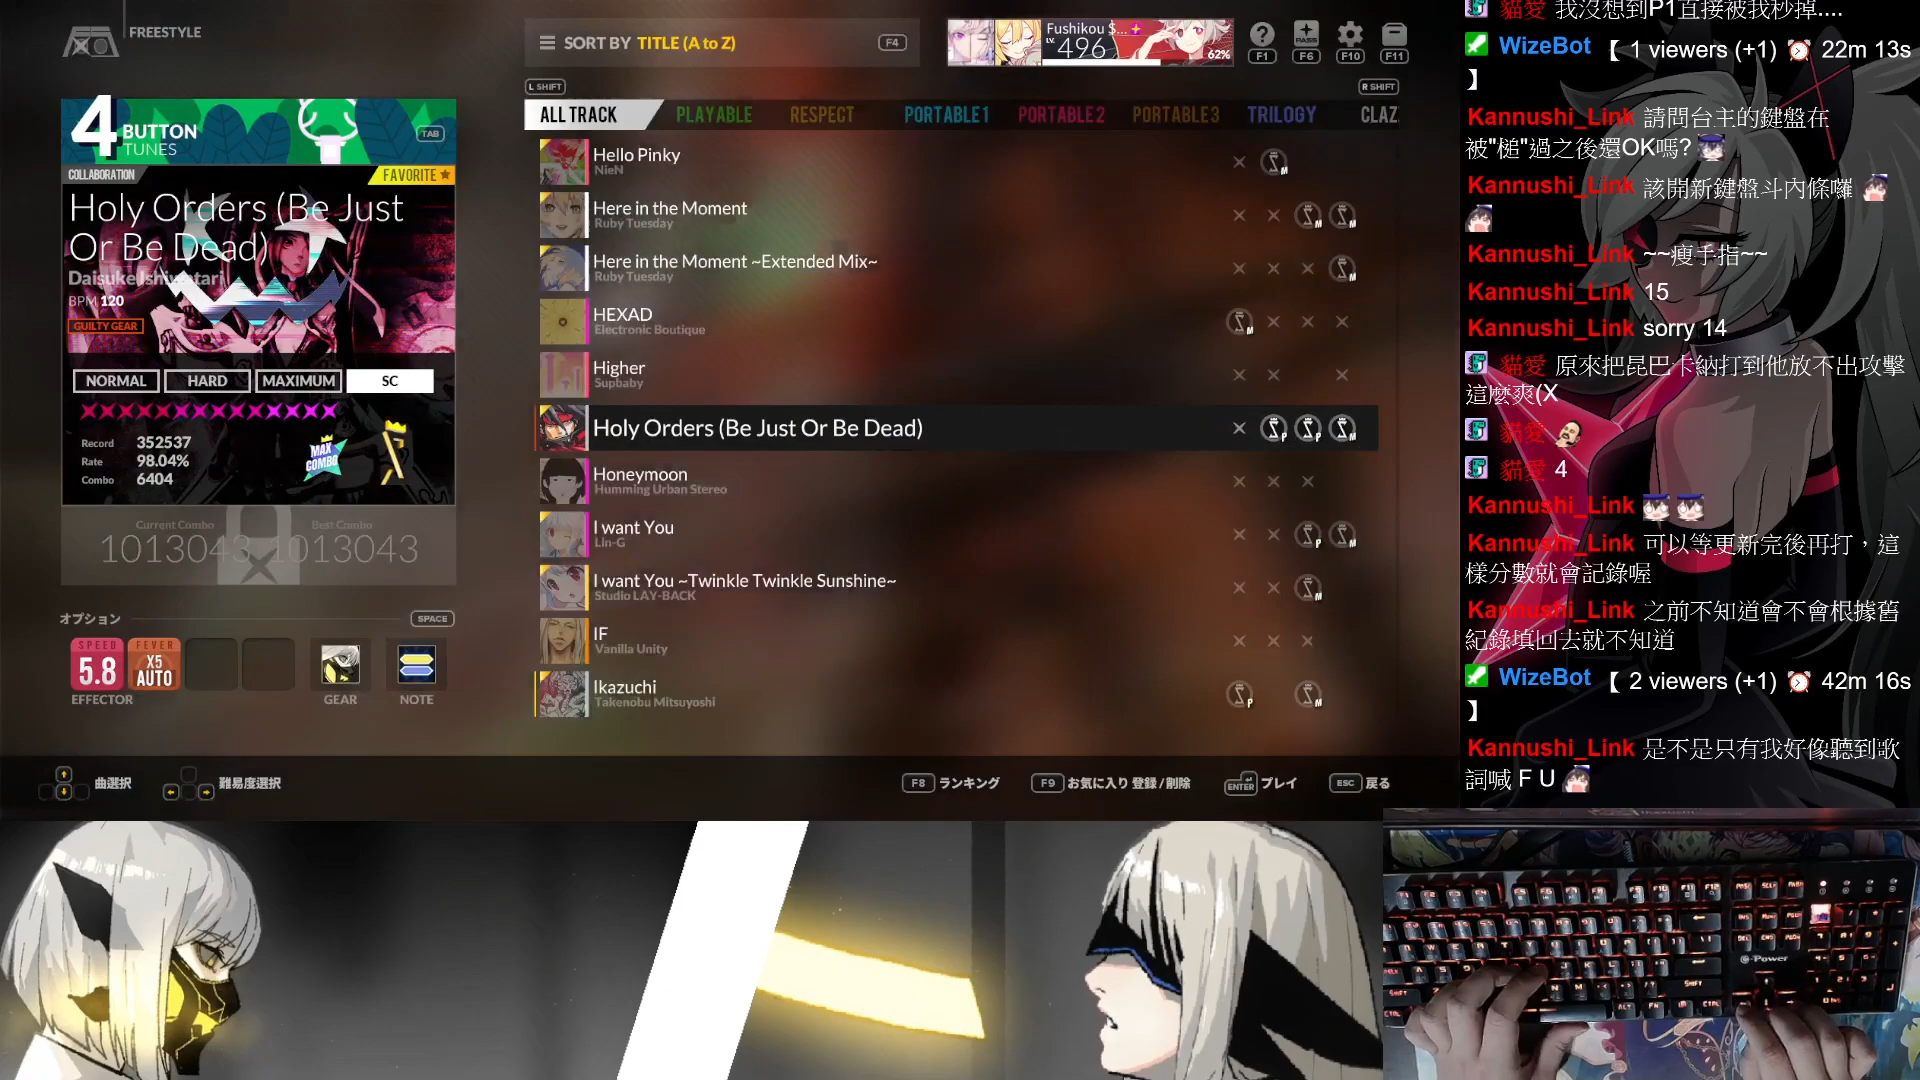 FREESTYLE
SORT BY TITLE (A to Z)
F4
Fushikou $...
LV. 496
62%
F1
F6
F10
F11
L SHIFT
R SHIFT
ALL TRACK
PLAYABLE
RESPECT
PORTABLE1
PORTABLE2
PORTABLE3
TRILOGY
CLAZ
4 BUTTON
TUNES
TAB
COLLABORATION
FAVORITE
Holy Orders (Be Just
Or Be Dead)
Daisuke Ishiwatari
BPM 120
GUILTY GEAR
NORMAL
HARD
MAXIMUM
SC
Record 352537
Rate 98.04%
Combo 6404
MAX
COMBO
Current Combo
Best Combo
1013043
1013043
オプション
SPACE
SPEED
5.8
FEVER
X5
AUTO
EFFECTOR
GEAR
NOTE
Hello Pinky
NieN
Here in the Moment
Ruby Tuesday
Here in the Moment ~Extended Mix~
Ruby Tuesday
HEXAD
Electronic Boutique
Higher
Supbaby
Holy Orders (Be Just Or Be Dead)
Honeymoon
Humming Urban Stereo
I want You
Lin-G
I want You ~Twinkle Twinkle Sunshine~
Studio LAY-BACK
IF
Vanilla Unity
Ikazuchi
Takenobu Mitsuyoshi
曲選択
難易度選択
F8 ランキング
F9 お気に入り 登録/削除
ENTER プレイ
ESC 戻る
貓愛 我沒想到P1直接被我秒掉....
WizeBot 【 1 viewers (+1) 22m 13s
】
Kannushi_Link 請問台主的鍵盤在
被"槌"過之後還OK嗎?
Kannushi_Link 該開新鍵盤斗內條囉
Kannushi_Link ~~瘦手指~~
Kannushi_Link 15
Kannushi_Link sorry 14
貓愛 原來把昆巴卡納打到他放不出攻擊
這麼爽(X
貓愛
貓愛 4
Kannushi_Link
Kannushi_Link 可以等更新完後再打，這
樣分數就會記錄喔
Kannushi_Link 之前不知道會不會根據舊
紀錄填回去就不知道
WizeBot 【 2 viewers (+1) 42m 16s
】
Kannushi_Link 是不是只有我好像聽到歌
詞喊 F U
e-Power